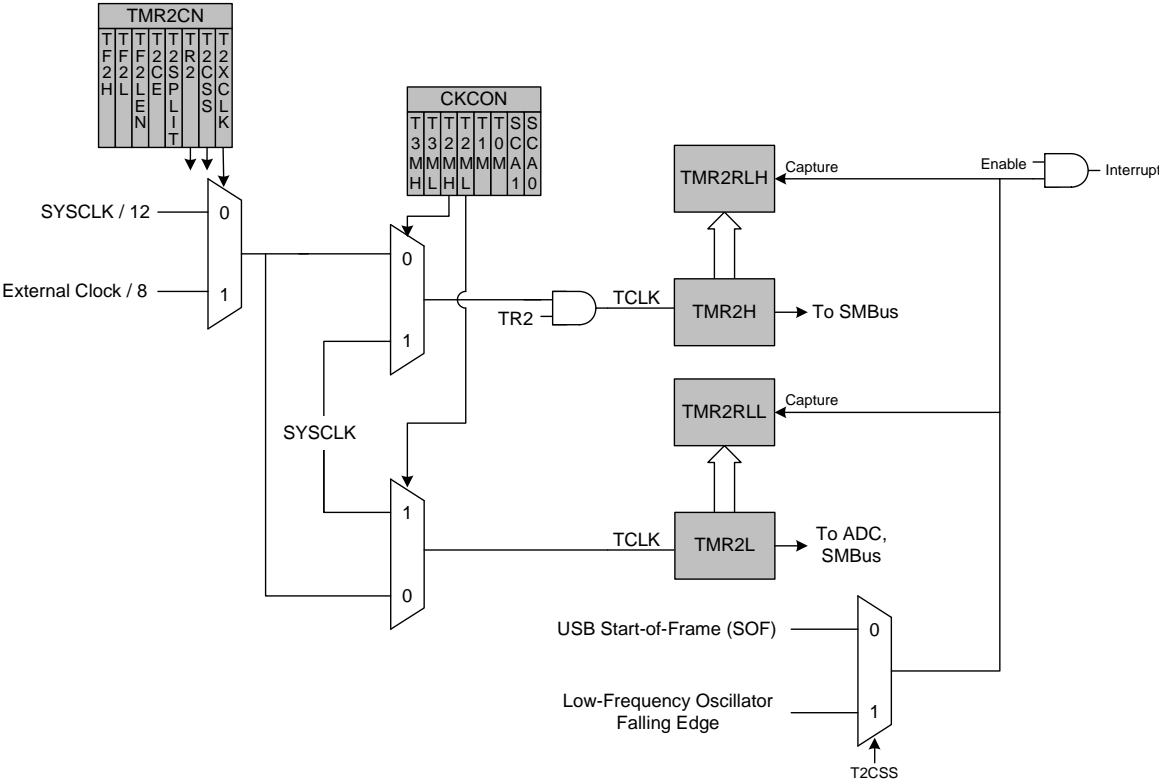 TMR2CN
TF2H
TF2L
TF2LEN
T2CE
T2SPLIT
TR2
T2CSS
T2XCLK
CKCON
T3MH
T3ML
T2MH
T2ML
T1M
T0M
SCA1
SCA0
SYSCLK / 12
0
External Clock / 8
1
0
1
SYSCLK
TR2
TCLK
TMR2RLH
Capture
Enable
Interrupt
TMR2H
To SMBus
TMR2RLL
Capture
1
0
TCLK
TMR2L
To ADC,
SMBus
USB Start-of-Frame (SOF)
0
Low-Frequency Oscillator
Falling Edge
1
T2CSS